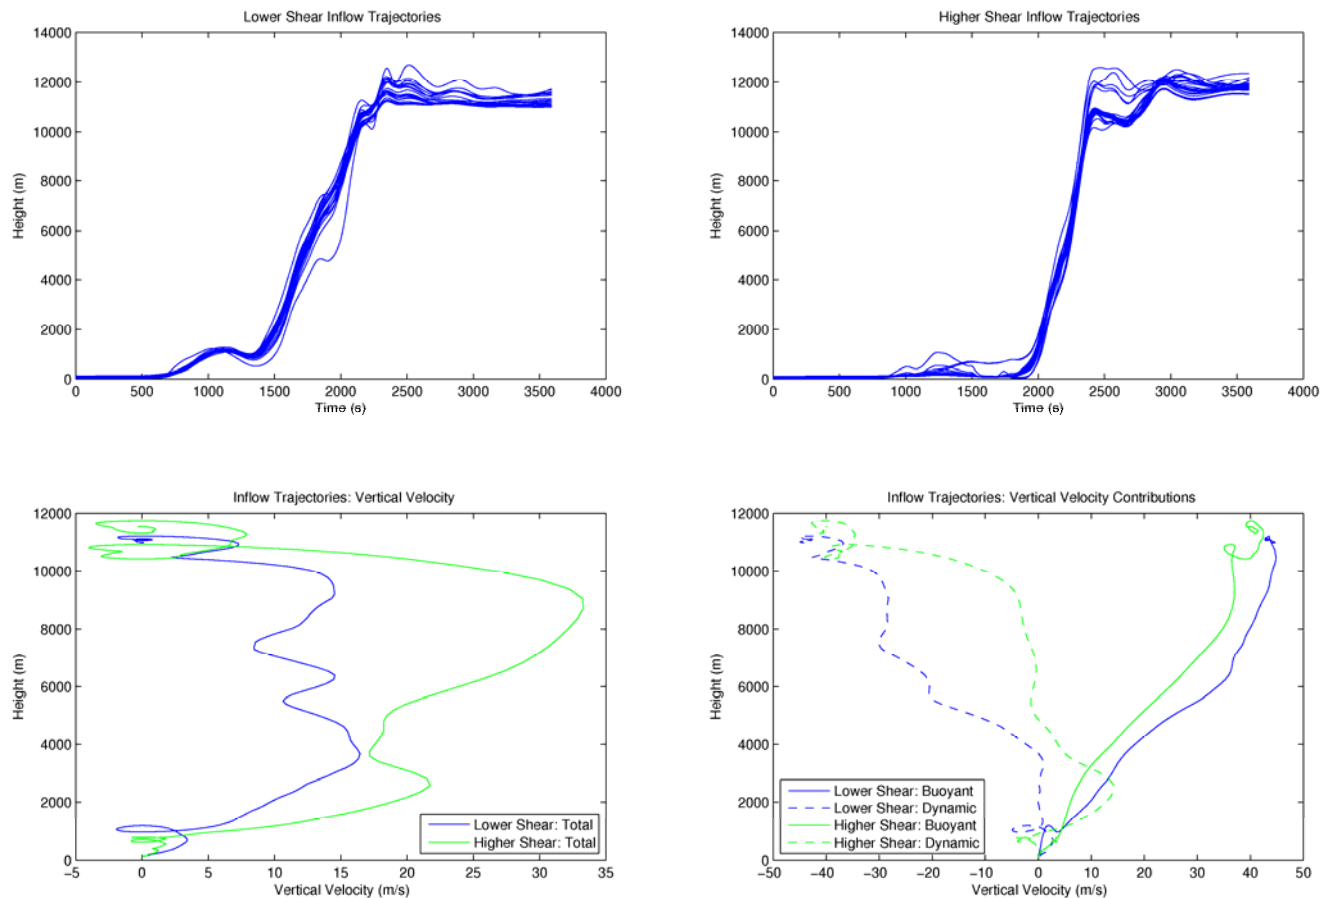 Lower Shear Inflow Trajectories
14000
12000
10000
8000
6000
4000
2000
0
Height (m)
0 500 1000 1500 2000 2500 3000 3500 4000
Time (s)
Higher Shear Inflow Trajectories
14000
12000
10000
8000
6000
4000
2000
0
Height (m)
0 500 1000 1500 2000 2500 3000 3500 4000
Time (s)
Inflow Trajectories: Vertical Velocity
12000
10000
8000
6000
4000
2000
0
Height (m)
Lower Shear: Total
Higher Shear: Total
−5 0 5 10 15 20 25 30 35
Vertical Velocity (m/s)
Inflow Trajectories: Vertical Velocity Contributions
12000
10000
8000
6000
4000
2000
0
Height (m)
Lower Shear: Buoyant
Lower Shear: Dynamic
Higher Shear: Buoyant
Higher Shear: Dynamic
−50 −40 −30 −20 −10 0 10 20 30 40 50
Vertical Velocity (m/s)